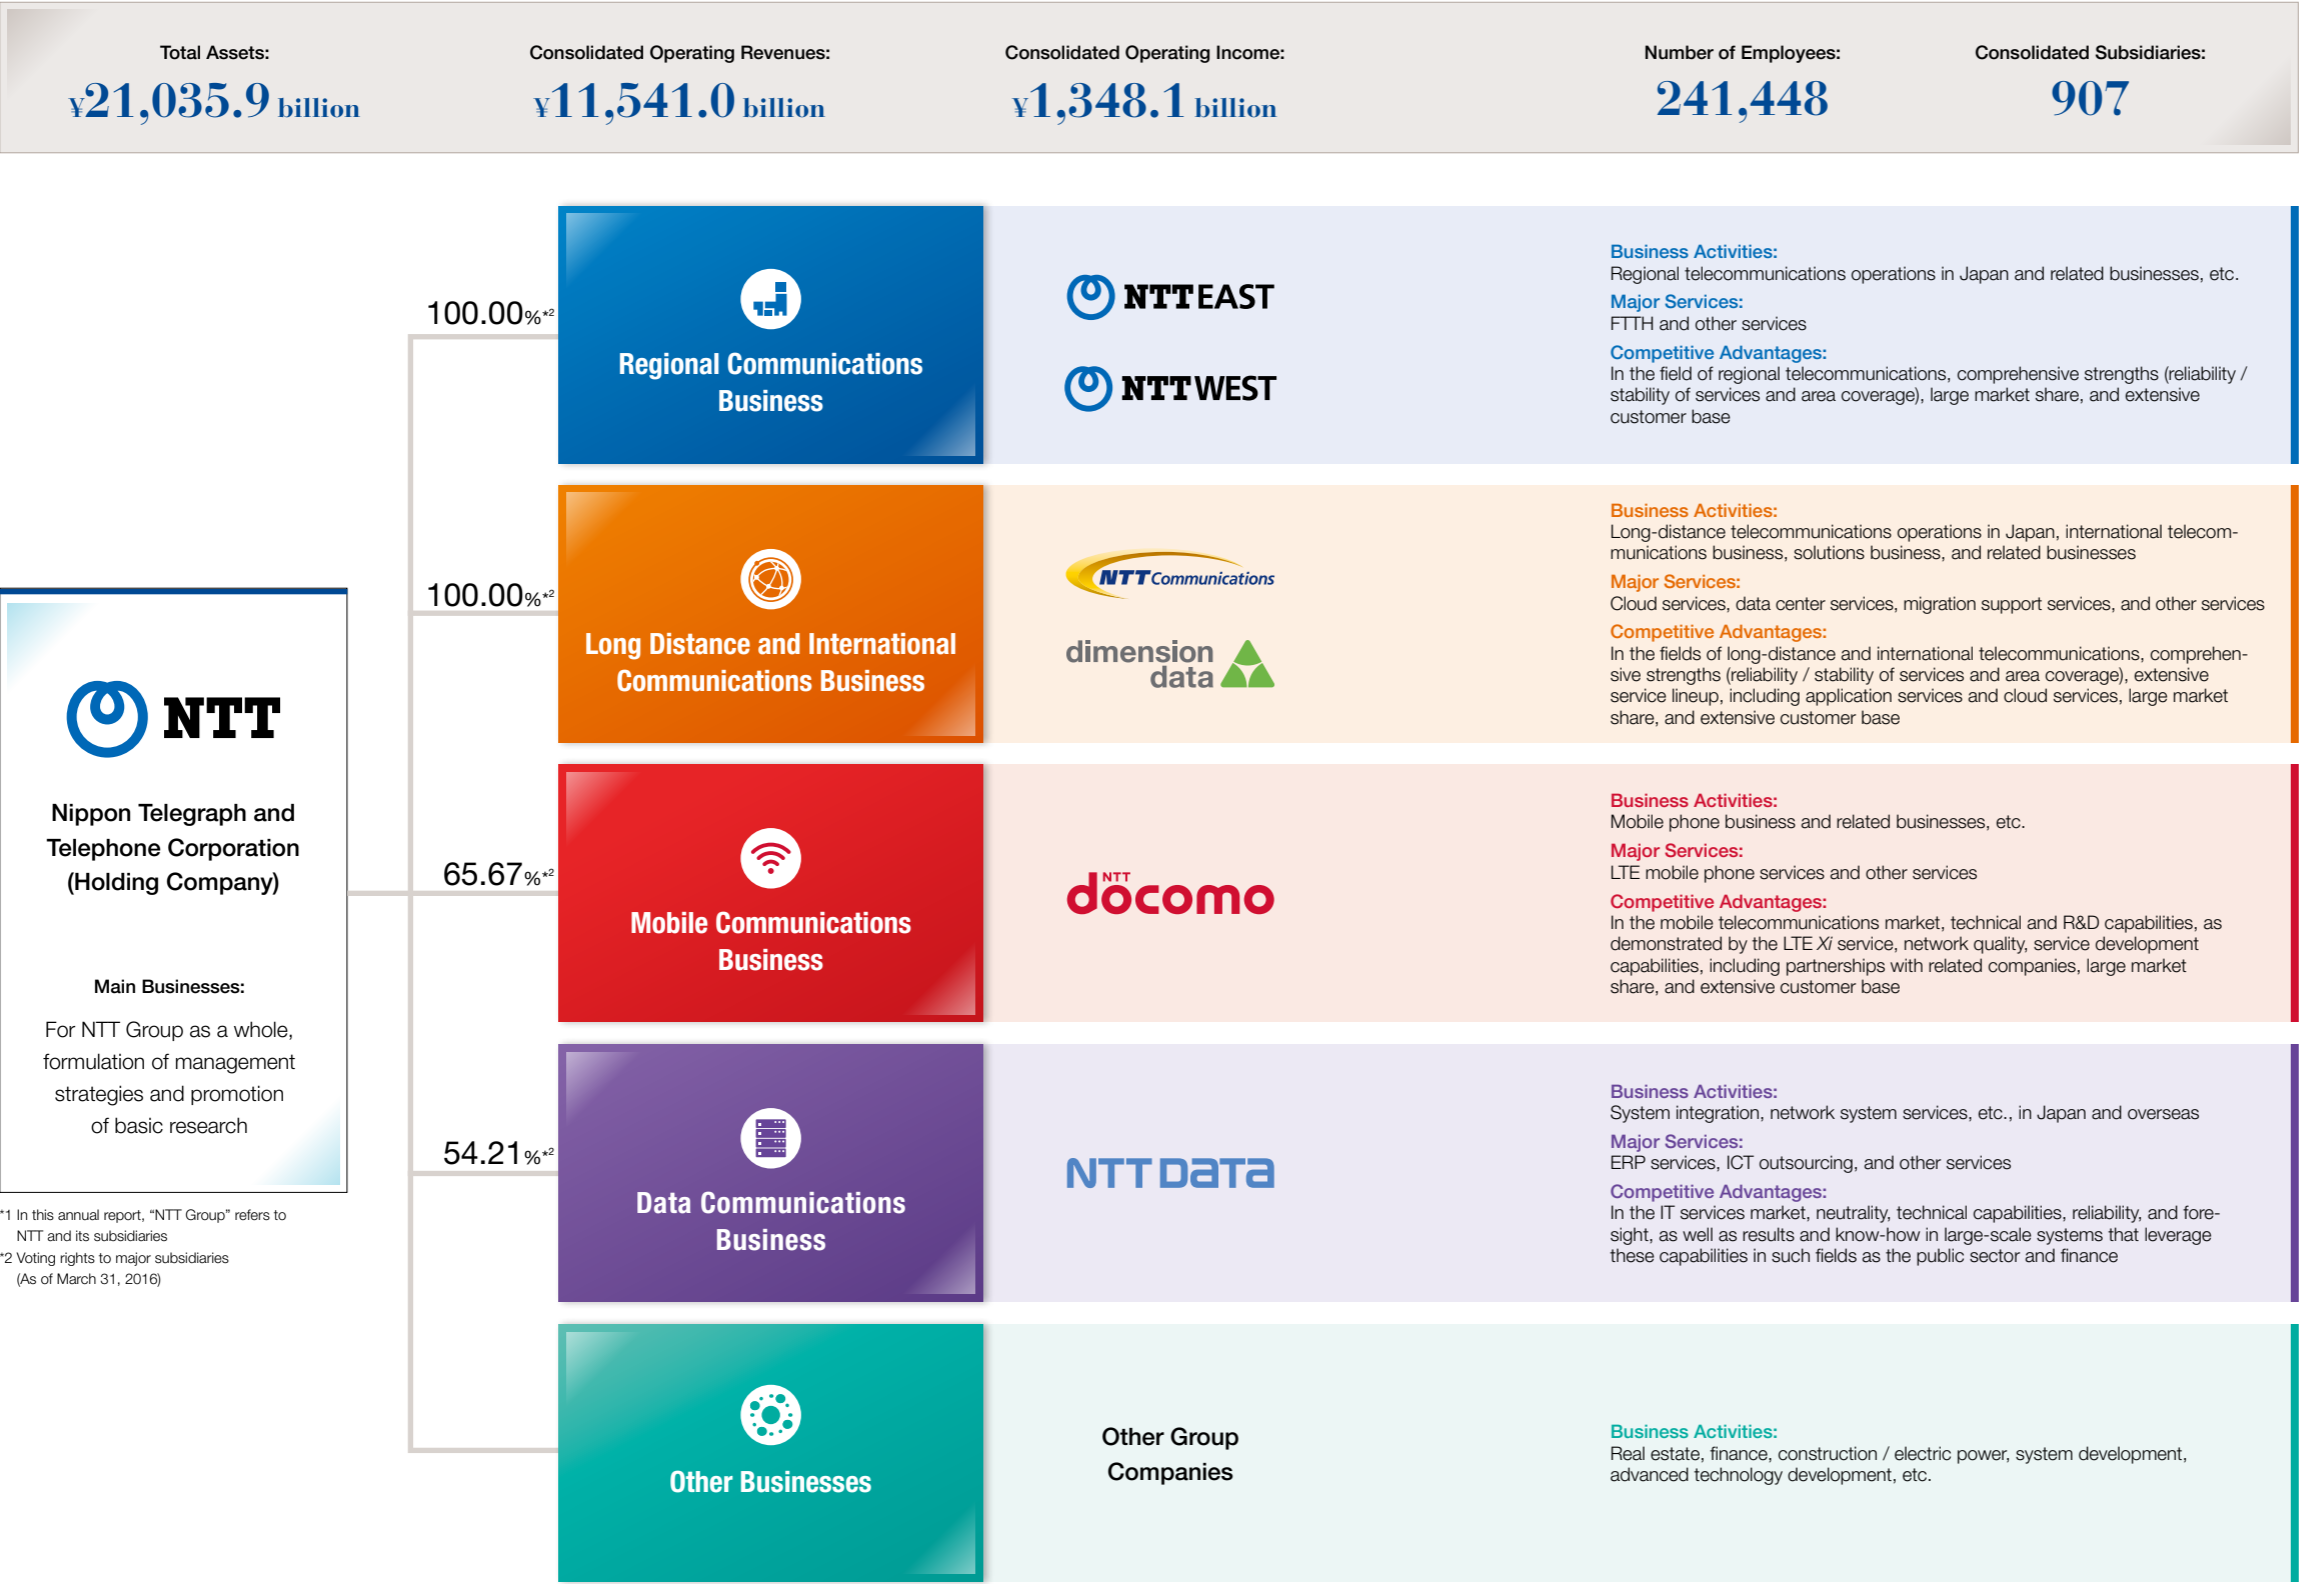 Total Assets:
¥21,035.9 billion
Consolidated Operating Revenues:
¥11,541.0 billion
Consolidated Operating Income:
¥1,348.1 billion
Number of Employees:
241,448
Consolidated Subsidiaries:
907
NTT
Nippon Telegraph and
Telephone Corporation
(Holding Company)
Main Businesses:
For NTT Group as a whole,
formulation of management
strategies and promotion
of basic research
*1 In this annual report, “NTT Group” refers to
NTT and its subsidiaries
*2 Voting rights to major subsidiaries
(As of March 31, 2016)
100.00%*2
Regional Communications
Business
NTT EAST
NTT WEST
Business Activities:
Regional telecommunications operations in Japan and related businesses, etc.
Major Services:
FTTH and other services
Competitive Advantages:
In the field of regional telecommunications, comprehensive strengths (reliability /
stability of services and area coverage), large market share, and extensive
customer base
100.00%*2
Long Distance and International
Communications Business
NTT Communications
dimension
data
Business Activities:
Long-distance telecommunications operations in Japan, international telecom-
munications business, solutions business, and related businesses
Major Services:
Cloud services, data center services, migration support services, and other services
Competitive Advantages:
In the fields of long-distance and international telecommunications, comprehen-
sive strengths (reliability / stability of services and area coverage), extensive
service lineup, including application services and cloud services, large market
share, and extensive customer base
65.67%*2
Mobile Communications
Business
NTT
docomo
Business Activities:
Mobile phone business and related businesses, etc.
Major Services:
LTE mobile phone services and other services
Competitive Advantages:
In the mobile telecommunications market, technical and R&D capabilities, as
demonstrated by the LTE Xi service, network quality, service development
capabilities, including partnerships with related companies, large market
share, and extensive customer base
54.21%*2
Data Communications
Business
NTT DATA
Business Activities:
System integration, network system services, etc., in Japan and overseas
Major Services:
ERP services, ICT outsourcing, and other services
Competitive Advantages:
In the IT services market, neutrality, technical capabilities, reliability, and fore-
sight, as well as results and know-how in large-scale systems that leverage
these capabilities in such fields as the public sector and finance
Other Businesses
Other Group
Companies
Business Activities:
Real estate, finance, construction / electric power, system development,
advanced technology development, etc.